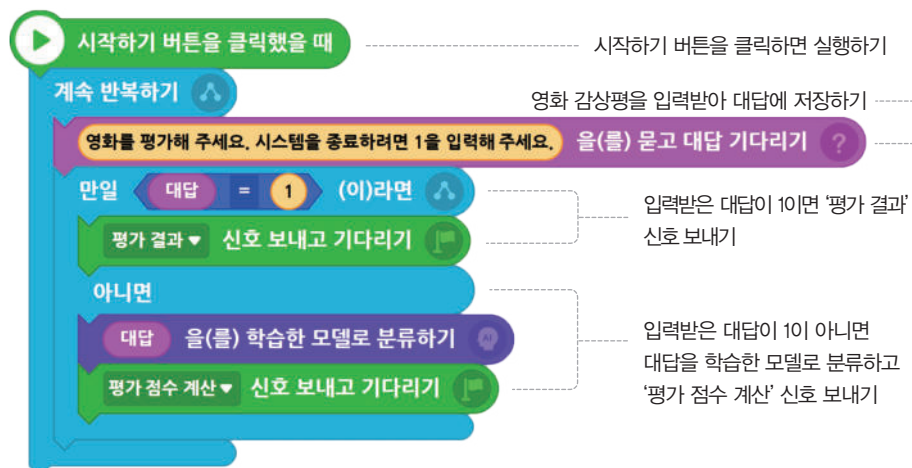 시작하기 버튼을 클릭했을 때
시작하기 버튼을 클릭하면 실행하기
계속 반복하기
영화 감상평을 입력받아 대답에 저장하기
영화를 평가해 주세요. 시스템을 종료하려면 1을 입력해 주세요. 을(를) 묻고 대답 기다리기 ?
만일 대답 = 1 (이)라면
입력받은 대답이 1이면 '평가 결과'
신호 보내기
평가 결과 ▼ 신호 보내고 기다리기
아니면
대답 을(를) 학습한 모델로 분류하기 AI
입력받은 대답이 1이 아니면
대답을 학습한 모델로 분류하고
'평가 점수 계산' 신호 보내기
평가 점수 계산 ▼ 신호 보내고 기다리기